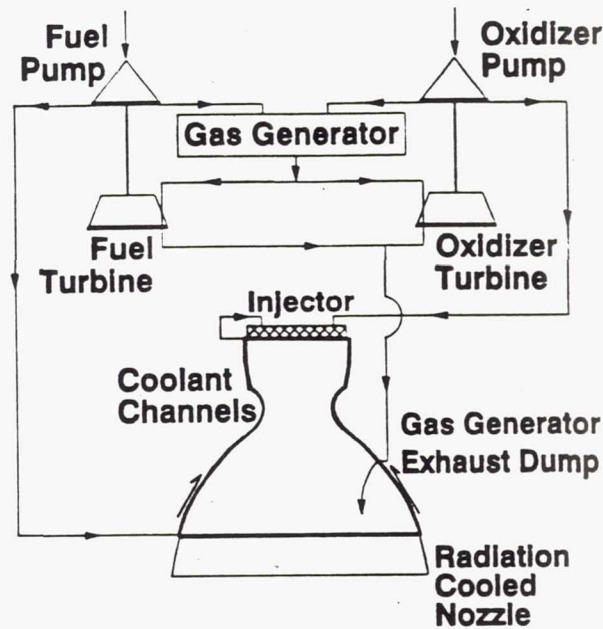 Fuel
Pump
Oxidizer
Pump
Gas Generator
Fuel
Turbine
Oxidizer
Turbine
Injector
Coolant
Channels
Gas Generator
Exhaust Dump
Radiation
Cooled
Nozzle